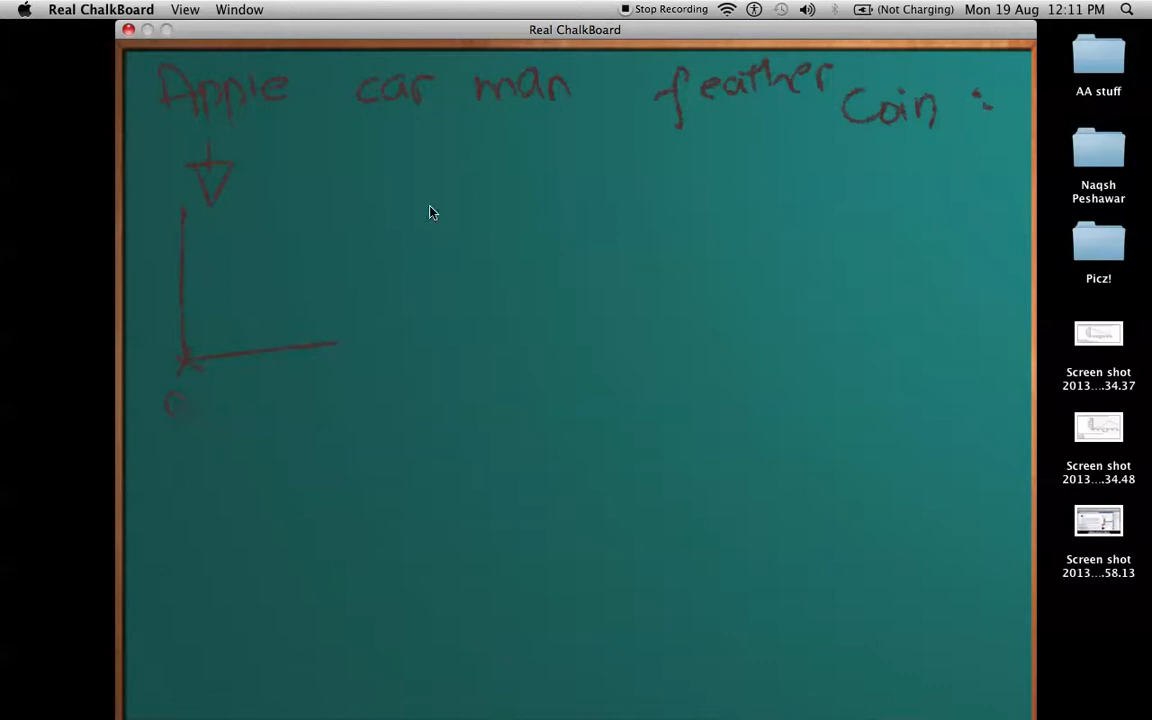 Real ChalkBoard View Window Stop Recording (Not Charging) Mon 19 Aug 12:11 PM
Real ChalkBoard
Apple car man feather Coin :
0
AA stuff
Naqsh
Peshawar
Picz!
Screen shot
2013....34.37
Screen shot
2013....34.48
Screen shot
2013....58.13